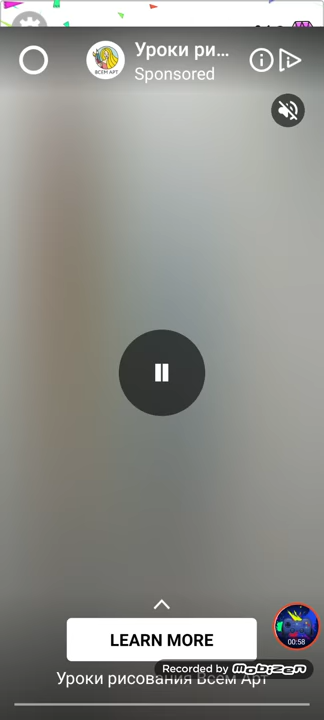 Уроки ри...
Sponsored
ВСЕМ АРТ
LEARN MORE
00:58
Recorded by mobizen
Уроки рисования Всем Арт